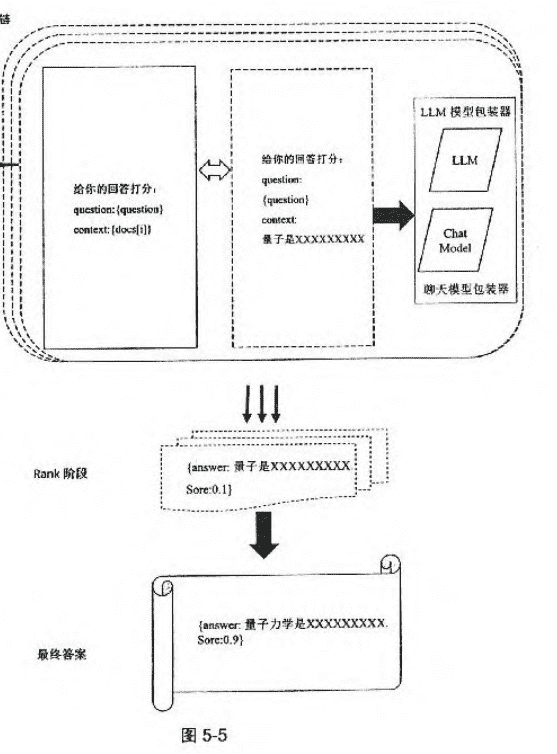 链
给你的回答打分：
question:{question}
context:{docs[i]}
给你的回答打分：
question:
{question}
context:
量子是XXXXXXXXX
LLM 模型包装器
LLM
Chat
Model
聊天模型包装器
Rank 阶段
{answer: 量子是XXXXXXXXX.
Sore:0.1}
最终答案
{answer: 量子力学是XXXXXXXXX.
Sore:0.9}
图 5-5